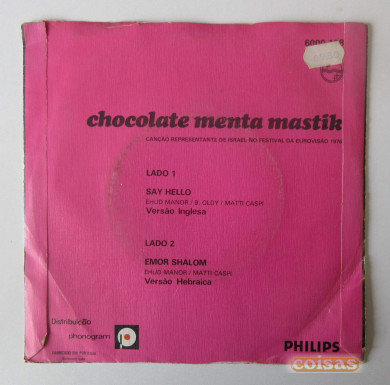 chocolate menta mastik
CANÇÃO REPRESENTANTE DE ISRAEL NO FESTIVAL DA EUROVISÃO 1976
LADO 1
SAY HELLO
EHUD MANOR / B. OLDY / MATTI CASPI
Versão Inglesa
LADO 2
EMOR SHALOM
EHUD MANOR / MATTI CASPI
Versão Hebraica
Distribuição
phonogram
PHILIPS
coisas